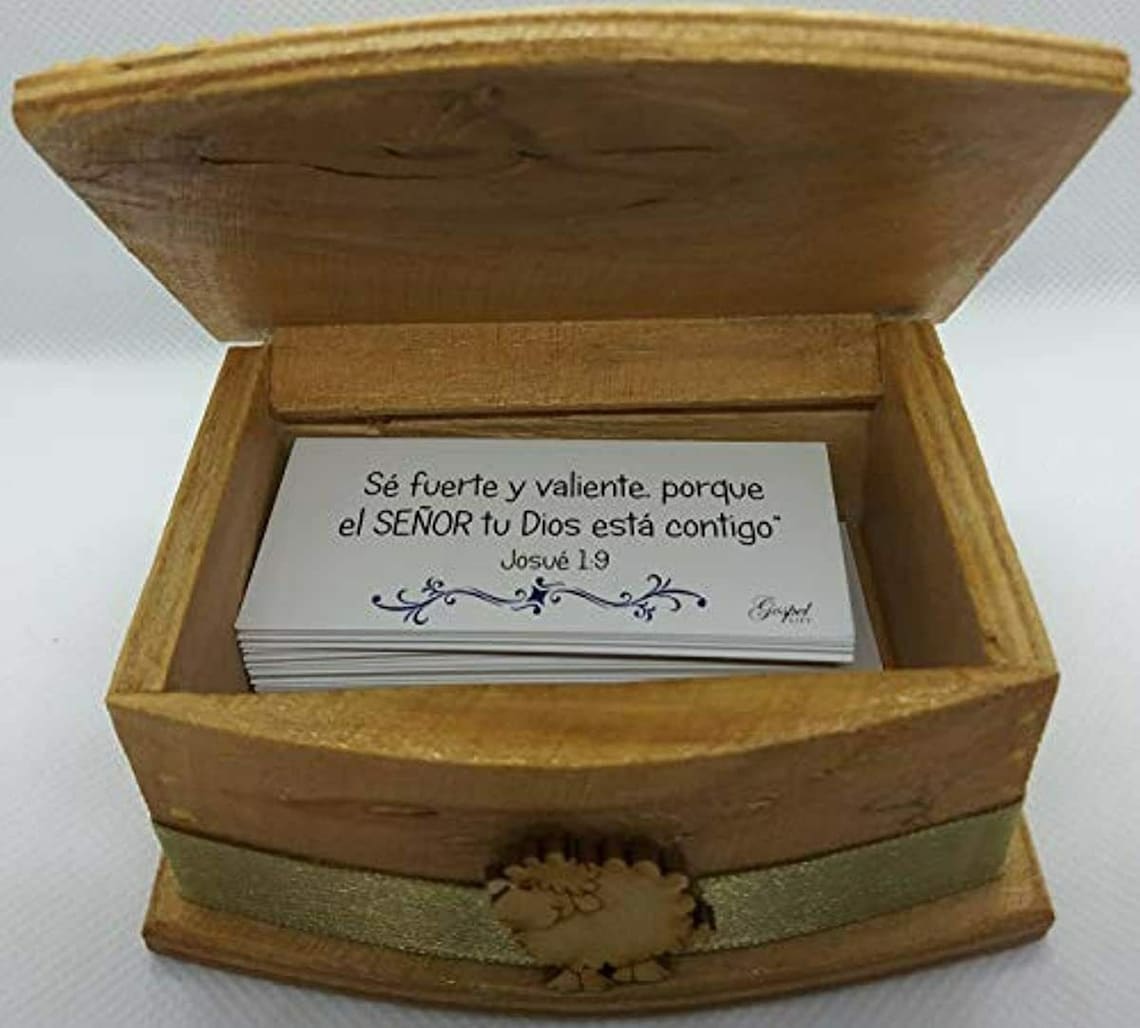 Sé fuerte y valiente. porque
el SEÑOR tu Dios está contigo"
Josué 1:9
Gospel